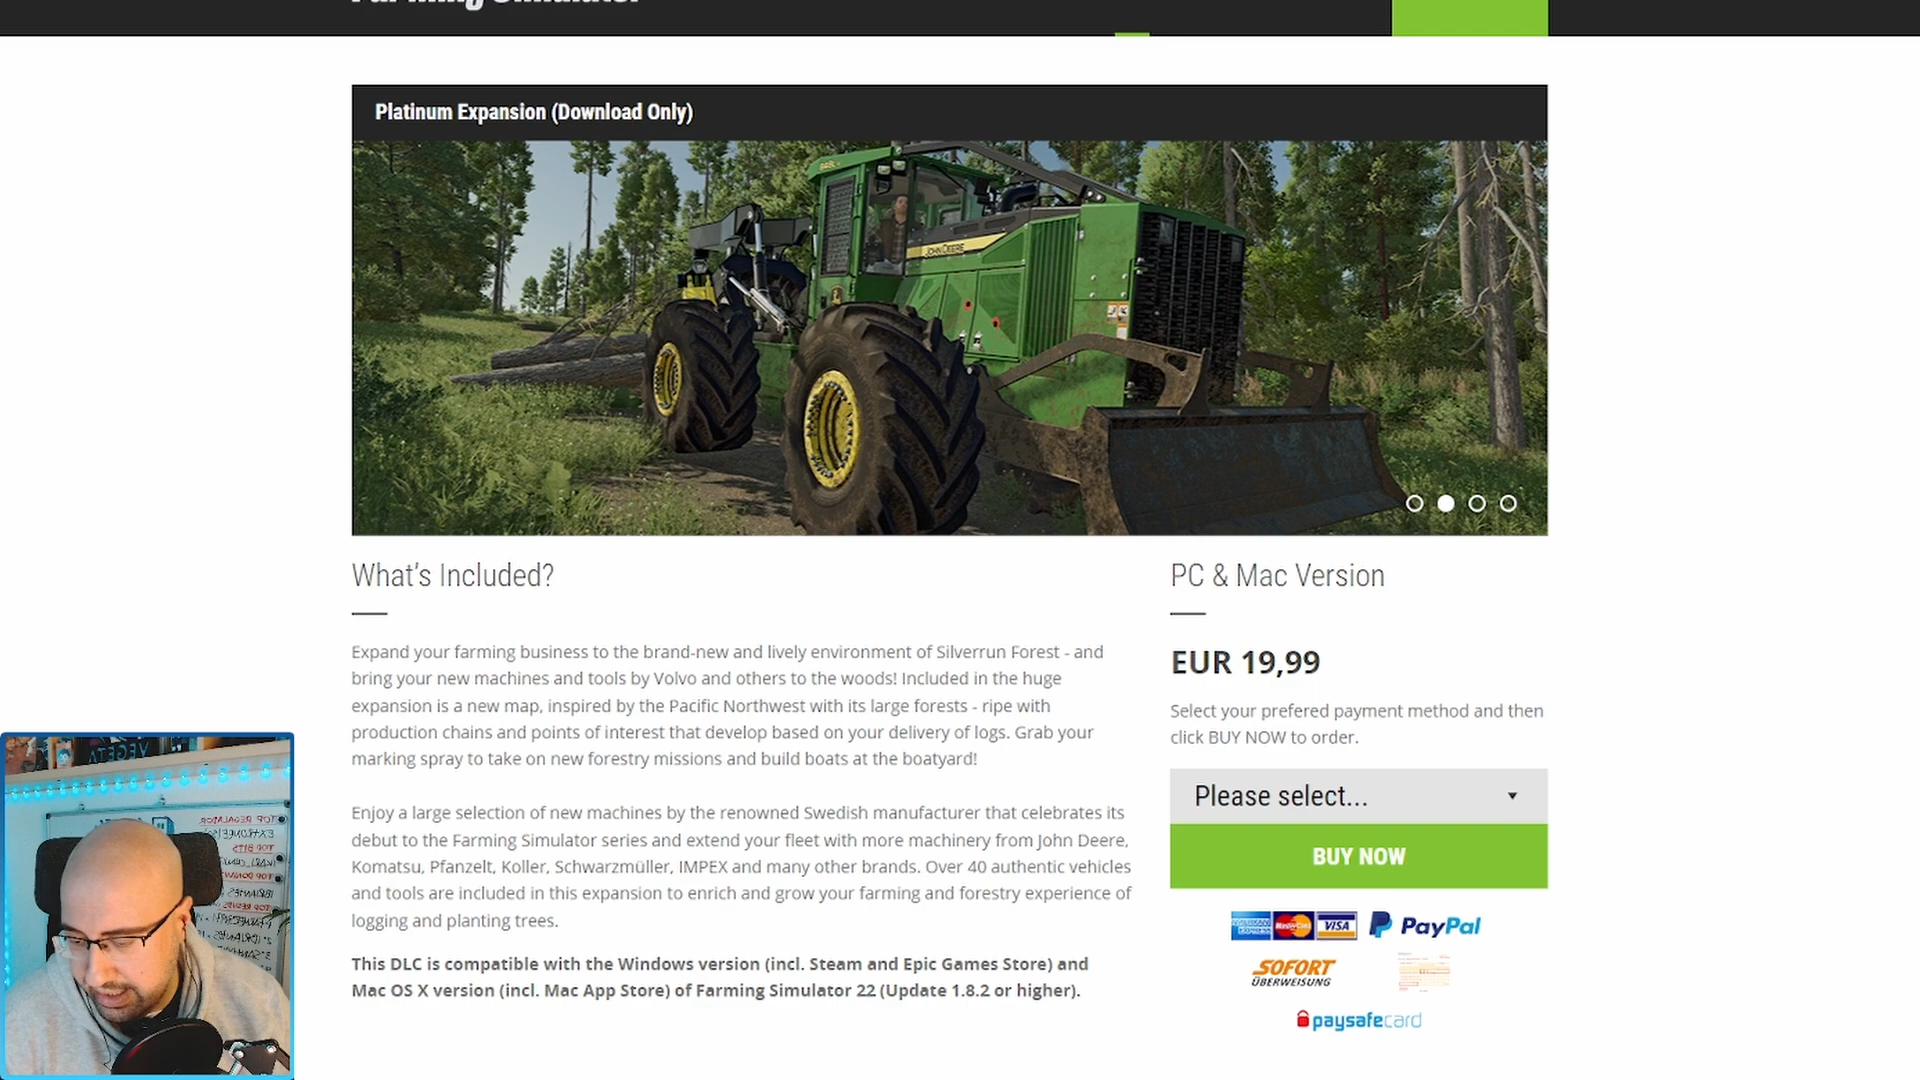 Farming Simulator
Platinum Expansion (Download Only)
JOHN DEERE
What's Included?
Expand your farming business to the brand-new and lively environment of Silverrun Forest - and
bring your new machines and tools by Volvo and others to the woods! Included in the huge
expansion is a new map, inspired by the Pacific Northwest with its large forests - ripe with
production chains and points of interest that develop based on your delivery of logs. Grab your
marking spray to take on new forestry missions and build boats at the boatyard!
Enjoy a large selection of new machines by the renowned Swedish manufacturer that celebrates its
debut to the Farming Simulator series and extend your fleet with more machinery from John Deere,
Komatsu, Pfanzelt, Koller, Schwarzmüller, IMPEX and many other brands. Over 40 authentic vehicles
and tools are included in this expansion to enrich and grow your farming and forestry experience of
logging and planting trees.
This DLC is compatible with the Windows version (incl. Steam and Epic Games Store) and
Mac OS X version (incl. Mac App Store) of Farming Simulator 22 (Update 1.8.2 or higher).
PC & Mac Version
EUR 19,99
Select your prefered payment method and then
click BUY NOW to order.
Please select...
BUY NOW
AMERICAN EXPRESS MasterCard VISA PayPal
SOFORT
ÜBERWEISUNG
paysafecard
VEGETA
TOP REGALATOR
TOP BITS